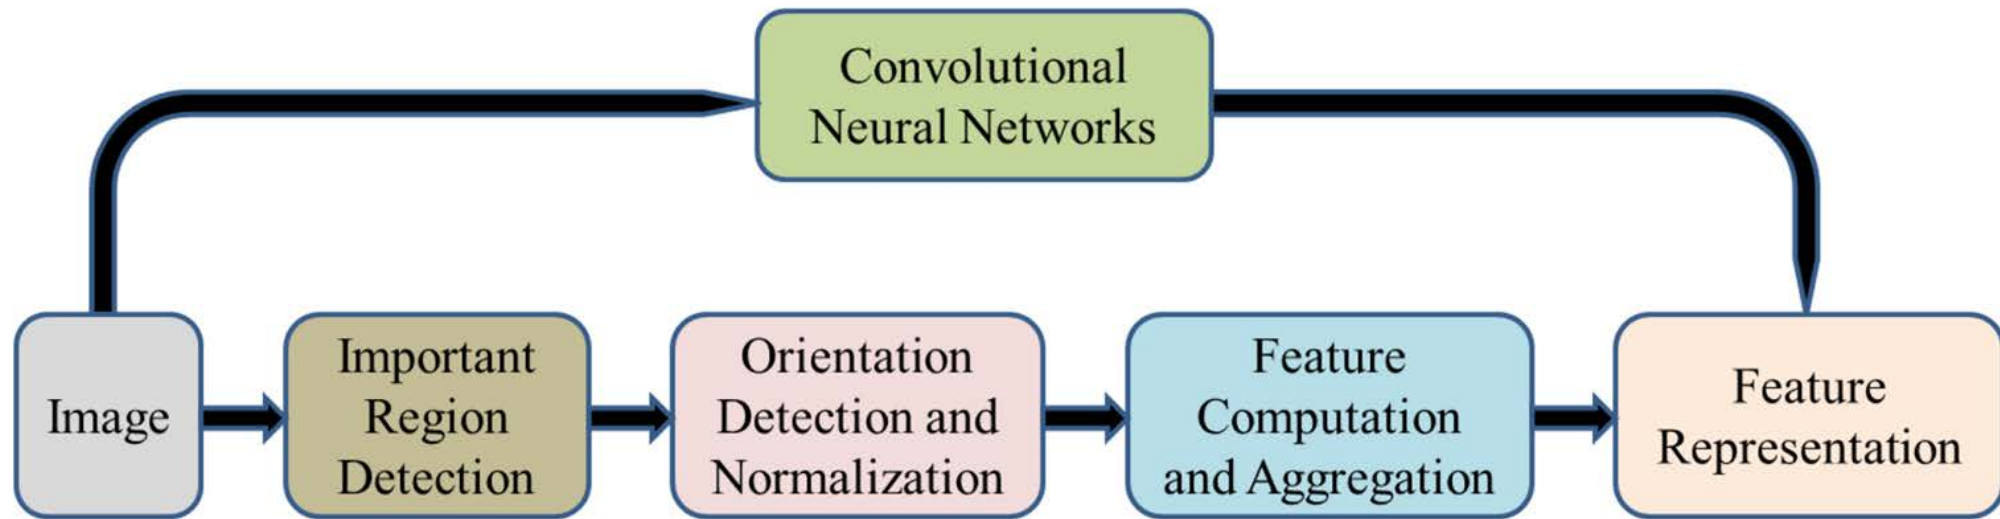 Convolutional
Neural Networks
Image
Important
Region
Detection
Orientation
Detection and
Normalization
Feature
Computation
and Aggregation
Feature
Representation